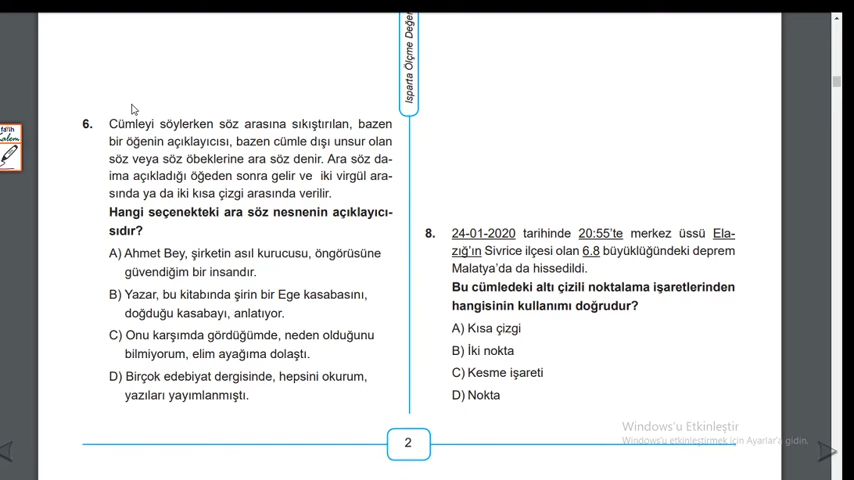 Isparta Ölçme Değer
fatih
Kalem
6. Cümleyi söylerken söz arasına sıkıştırılan, bazen
bir öğenin açıklayıcısı, bazen cümle dışı unsur olan
söz veya söz öbeklerine ara söz denir. Ara söz da-
ima açıkladığı öğeden sonra gelir ve iki virgül ara-
sında ya da iki kısa çizgi arasında verilir.
Hangi seçenekteki ara söz nesnenin açıklayıcı-
sıdır?
A) Ahmet Bey, şirketin asıl kurucusu, öngörüsüne
güvendiğim bir insandır.
B) Yazar, bu kitabında şirin bir Ege kasabasını,
doğduğu kasabayı, anlatıyor.
C) Onu karşımda gördüğümde, neden olduğunu
bilmiyorum, elim ayağıma dolaştı.
D) Birçok edebiyat dergisinde, hepsini okurum,
yazıları yayımlanmıştı.
8. 24-01-2020 tarihinde 20:55'te merkez üssü Ela-
zığ'ın Sivrice ilçesi olan 6.8 büyüklüğündeki deprem
Malatya'da da hissedildi.
Bu cümledeki altı çizili noktalama işaretlerinden
hangisinin kullanımı doğrudur?
A) Kısa çizgi
B) İki nokta
C) Kesme işareti
D) Nokta
2
Windows'u Etkinleştir
Windows'u etkinleştirmek için Ayarlar'a gidin.